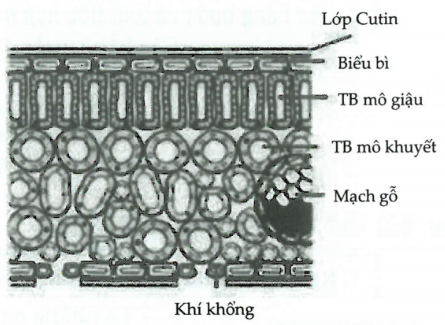 Lớp Cutin
Biểu bì
TB mô giậu
TB mô khuyết
Mạch gỗ
Khí khổng